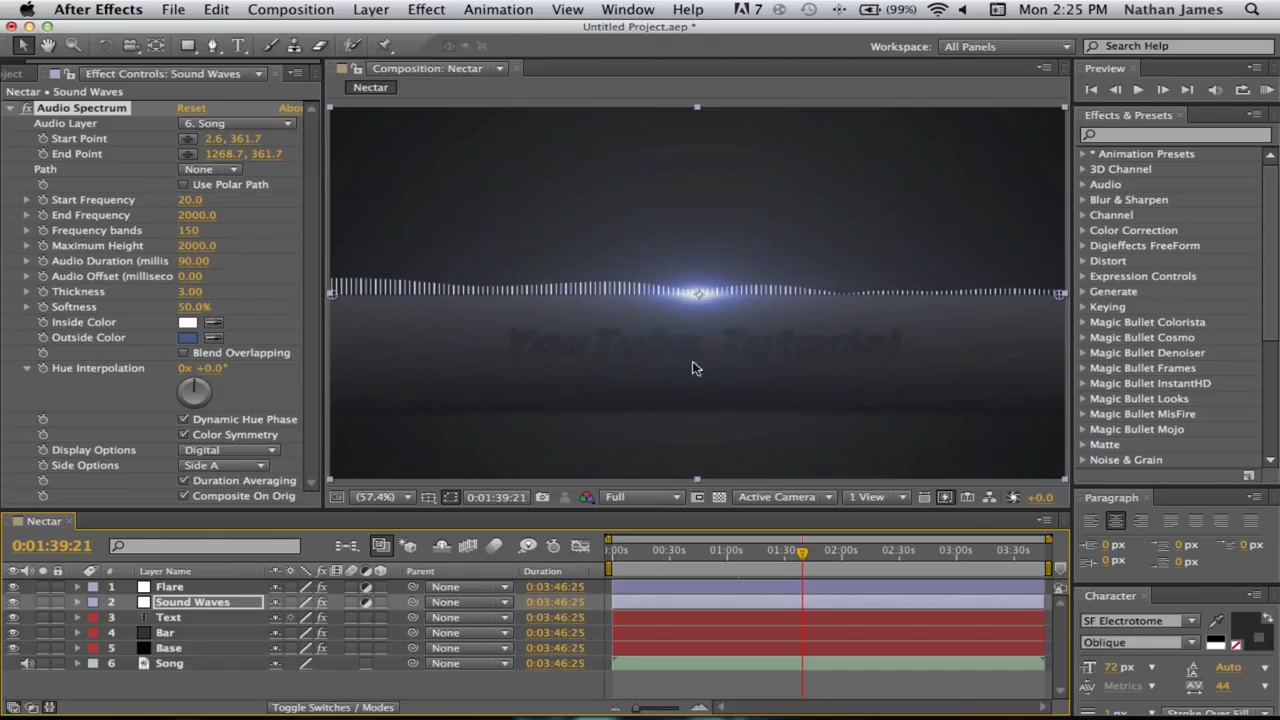 After Effects File Edit Composition Layer Effect Animation View Window Help 7 (99%) Mon 2:25 PM Nathan James
Untitled Project.aep *
Workspace: All Panels Search Help
oject Effect Controls: Sound Waves
Composition: Nectar
Preview
Nectar • Sound Waves
Nectar
Audio Spectrum Reset Abo
Audio Layer 6. Song
Start Point 2.6, 361.7
End Point 1268.7, 361.7
Path None
Use Polar Path
Start Frequency 20.0
End Frequency 2000.0
Frequency bands 150
Maximum Height 2000.0
Audio Duration (millis 90.00
Audio Offset (milliseco 0.00
Thickness 3.00
Softness 50.0%
Inside Color
Outside Color
Blend Overlapping
Hue Interpolation 0x +0.0°
Dynamic Hue Phase
Color Symmetry
Display Options Digital
Side Options Side A
Duration Averaging
Composite On Orig
YouTube Tutorial
(57.4%) 0:01:39:21 Full Active Camera 1 View +0.0
Effects & Presets
* Animation Presets
3D Channel
Audio
Blur & Sharpen
Channel
Color Correction
Digieffects FreeForm
Distort
Expression Controls
Generate
Keying
Magic Bullet Colorista
Magic Bullet Cosmo
Magic Bullet Denoiser
Magic Bullet Frames
Magic Bullet InstantHD
Magic Bullet Looks
Magic Bullet MisFire
Magic Bullet Mojo
Matte
Noise & Grain
Paragraph
0 px 0 px 0 px
0 px 0 px
Character
SF Electrotome
Oblique
72 px Auto
Metrics 44
px Stroke Over Fill
Nectar
0:01:39:21
:00s 00:30s 01:00s 01:30s 02:00s 02:30s 03:00s 03:30s
# Layer Name Parent Duration
1 Flare None 0:03:46:25
2 Sound Waves None 0:03:46:25
3 T Text None 0:03:46:25
4 Bar None 0:03:46:25
5 Base None 0:03:46:25
6 Song None 0:03:46:25
Toggle Switches / Modes